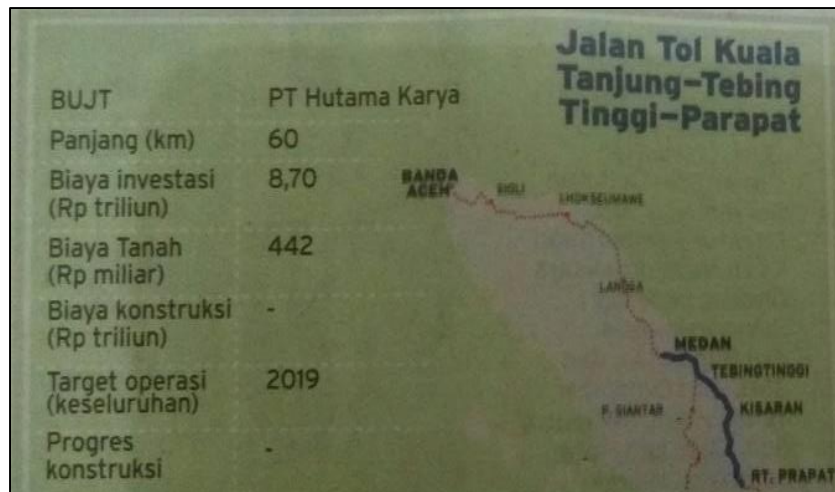 Jalan Tol Kuala
Tanjung-Tebing
Tinggi-Parapat
BUJT PT Hutama Karya
Panjang (km) 60
Biaya investasi 8,70
(Rp triliun)
Biaya Tanah 442
(Rp miliar)
Biaya konstruksi -
(Rp triliun)
Target operasi 2019
(keseluruhan)
Progres -
konstruksi
BANDA
ACEH
SIGLI
LHOKSEUMAWE
LANGSA
MEDAN
TEBINGTINGGI
P. SIANTAR
KISARAN
RT. PRAPAT